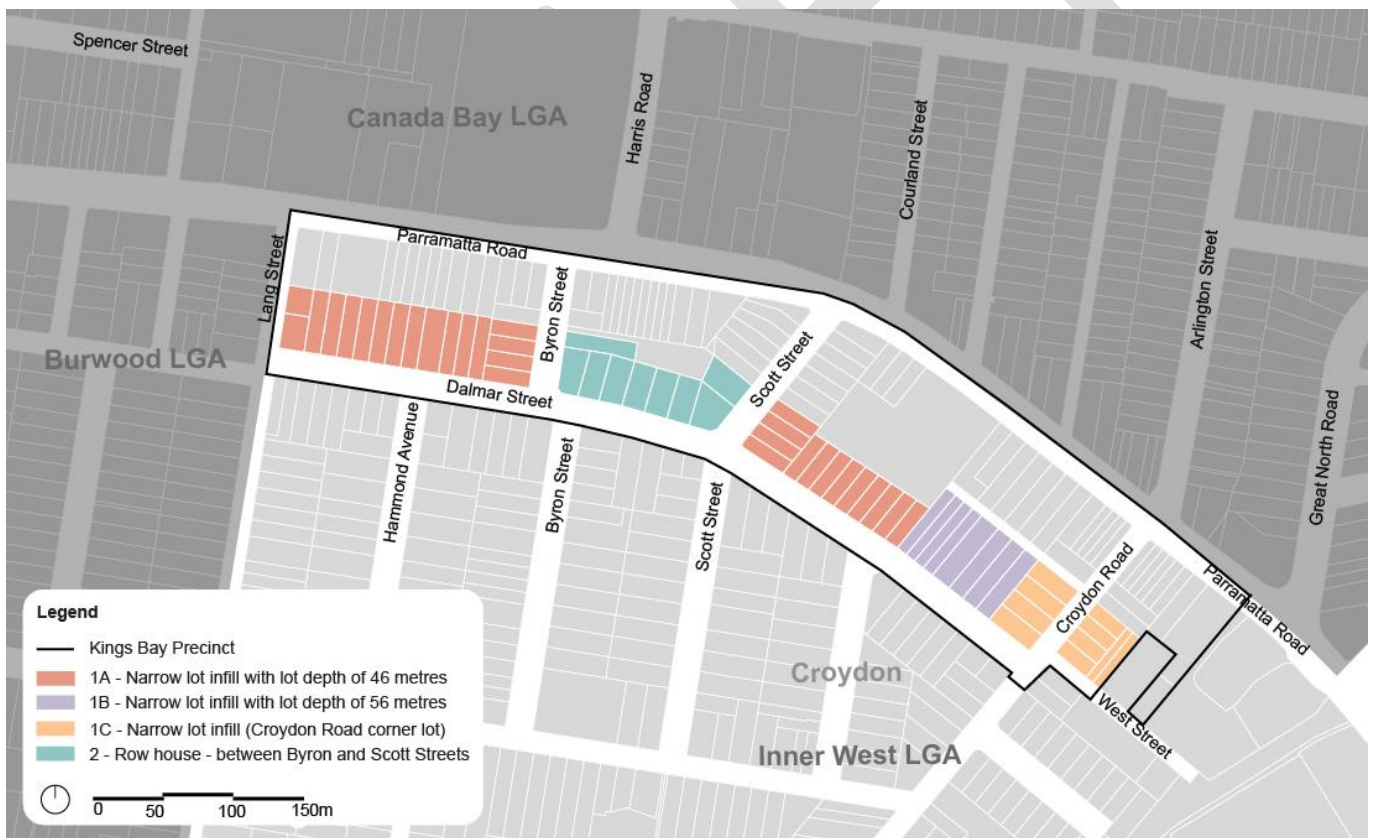 Spencer Street
Canada Bay LGA
Harris Road
Courland Street
Arlington Street
Great North Road
Lang Street
Parramatta Road
Byron Street
Burwood LGA
Dalmar Street
Scott Street
Hammond Avenue
Byron Street
Scott Street
Croydon Road
Parramatta Road
Croydon
West Street
Inner West LGA
Legend
Kings Bay Precinct
1A - Narrow lot infill with lot depth of 46 metres
1B - Narrow lot infill with lot depth of 56 metres
1C - Narrow lot infill (Croydon Road corner lot)
2 - Row house - between Byron and Scott Streets
0 50 100 150m